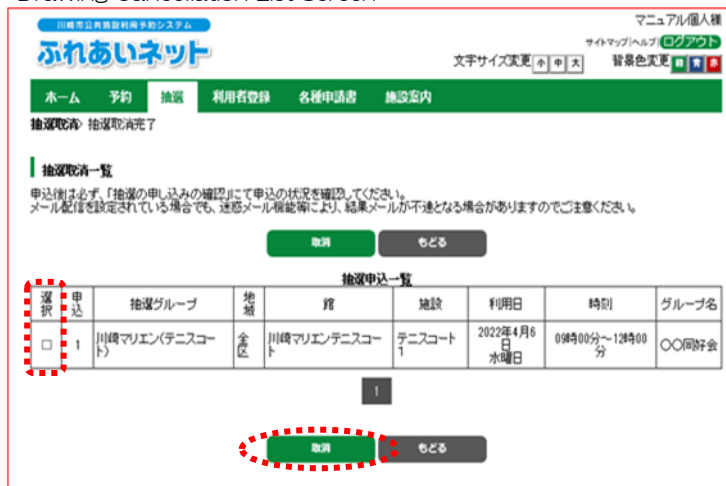 Drawing Cancellation List Screen
川崎市公共施設利用予約システム
マニュアル個人様
サイトマップ|ヘルプ|ログアウト
ふれあいネット
文字サイズ変更 小 中 大 背景色変更 緑 青 赤
ホーム 予約 抽選 利用者登録 各種申請書 施設案内
抽選取消> 抽選取消完了
抽選取消一覧
申込後は必ず、「抽選の申し込みの確認」にて申込の状況を確認してください。
メール配信を設定されている場合でも、迷惑メール機能等により、結果メールが不達となる場合がありますのでご注意ください。
取消 もどる
抽選申込一覧
選択 申込 抽選グループ 地域 館 施設 利用日 時刻 グループ名
□ 1 川崎マリエン(テニスコート) 全区 川崎マリエンテニスコート テニスコート1 2022年4月6日 水曜日 09時00分~12時00分 〇〇同好会
1
取消 もどる